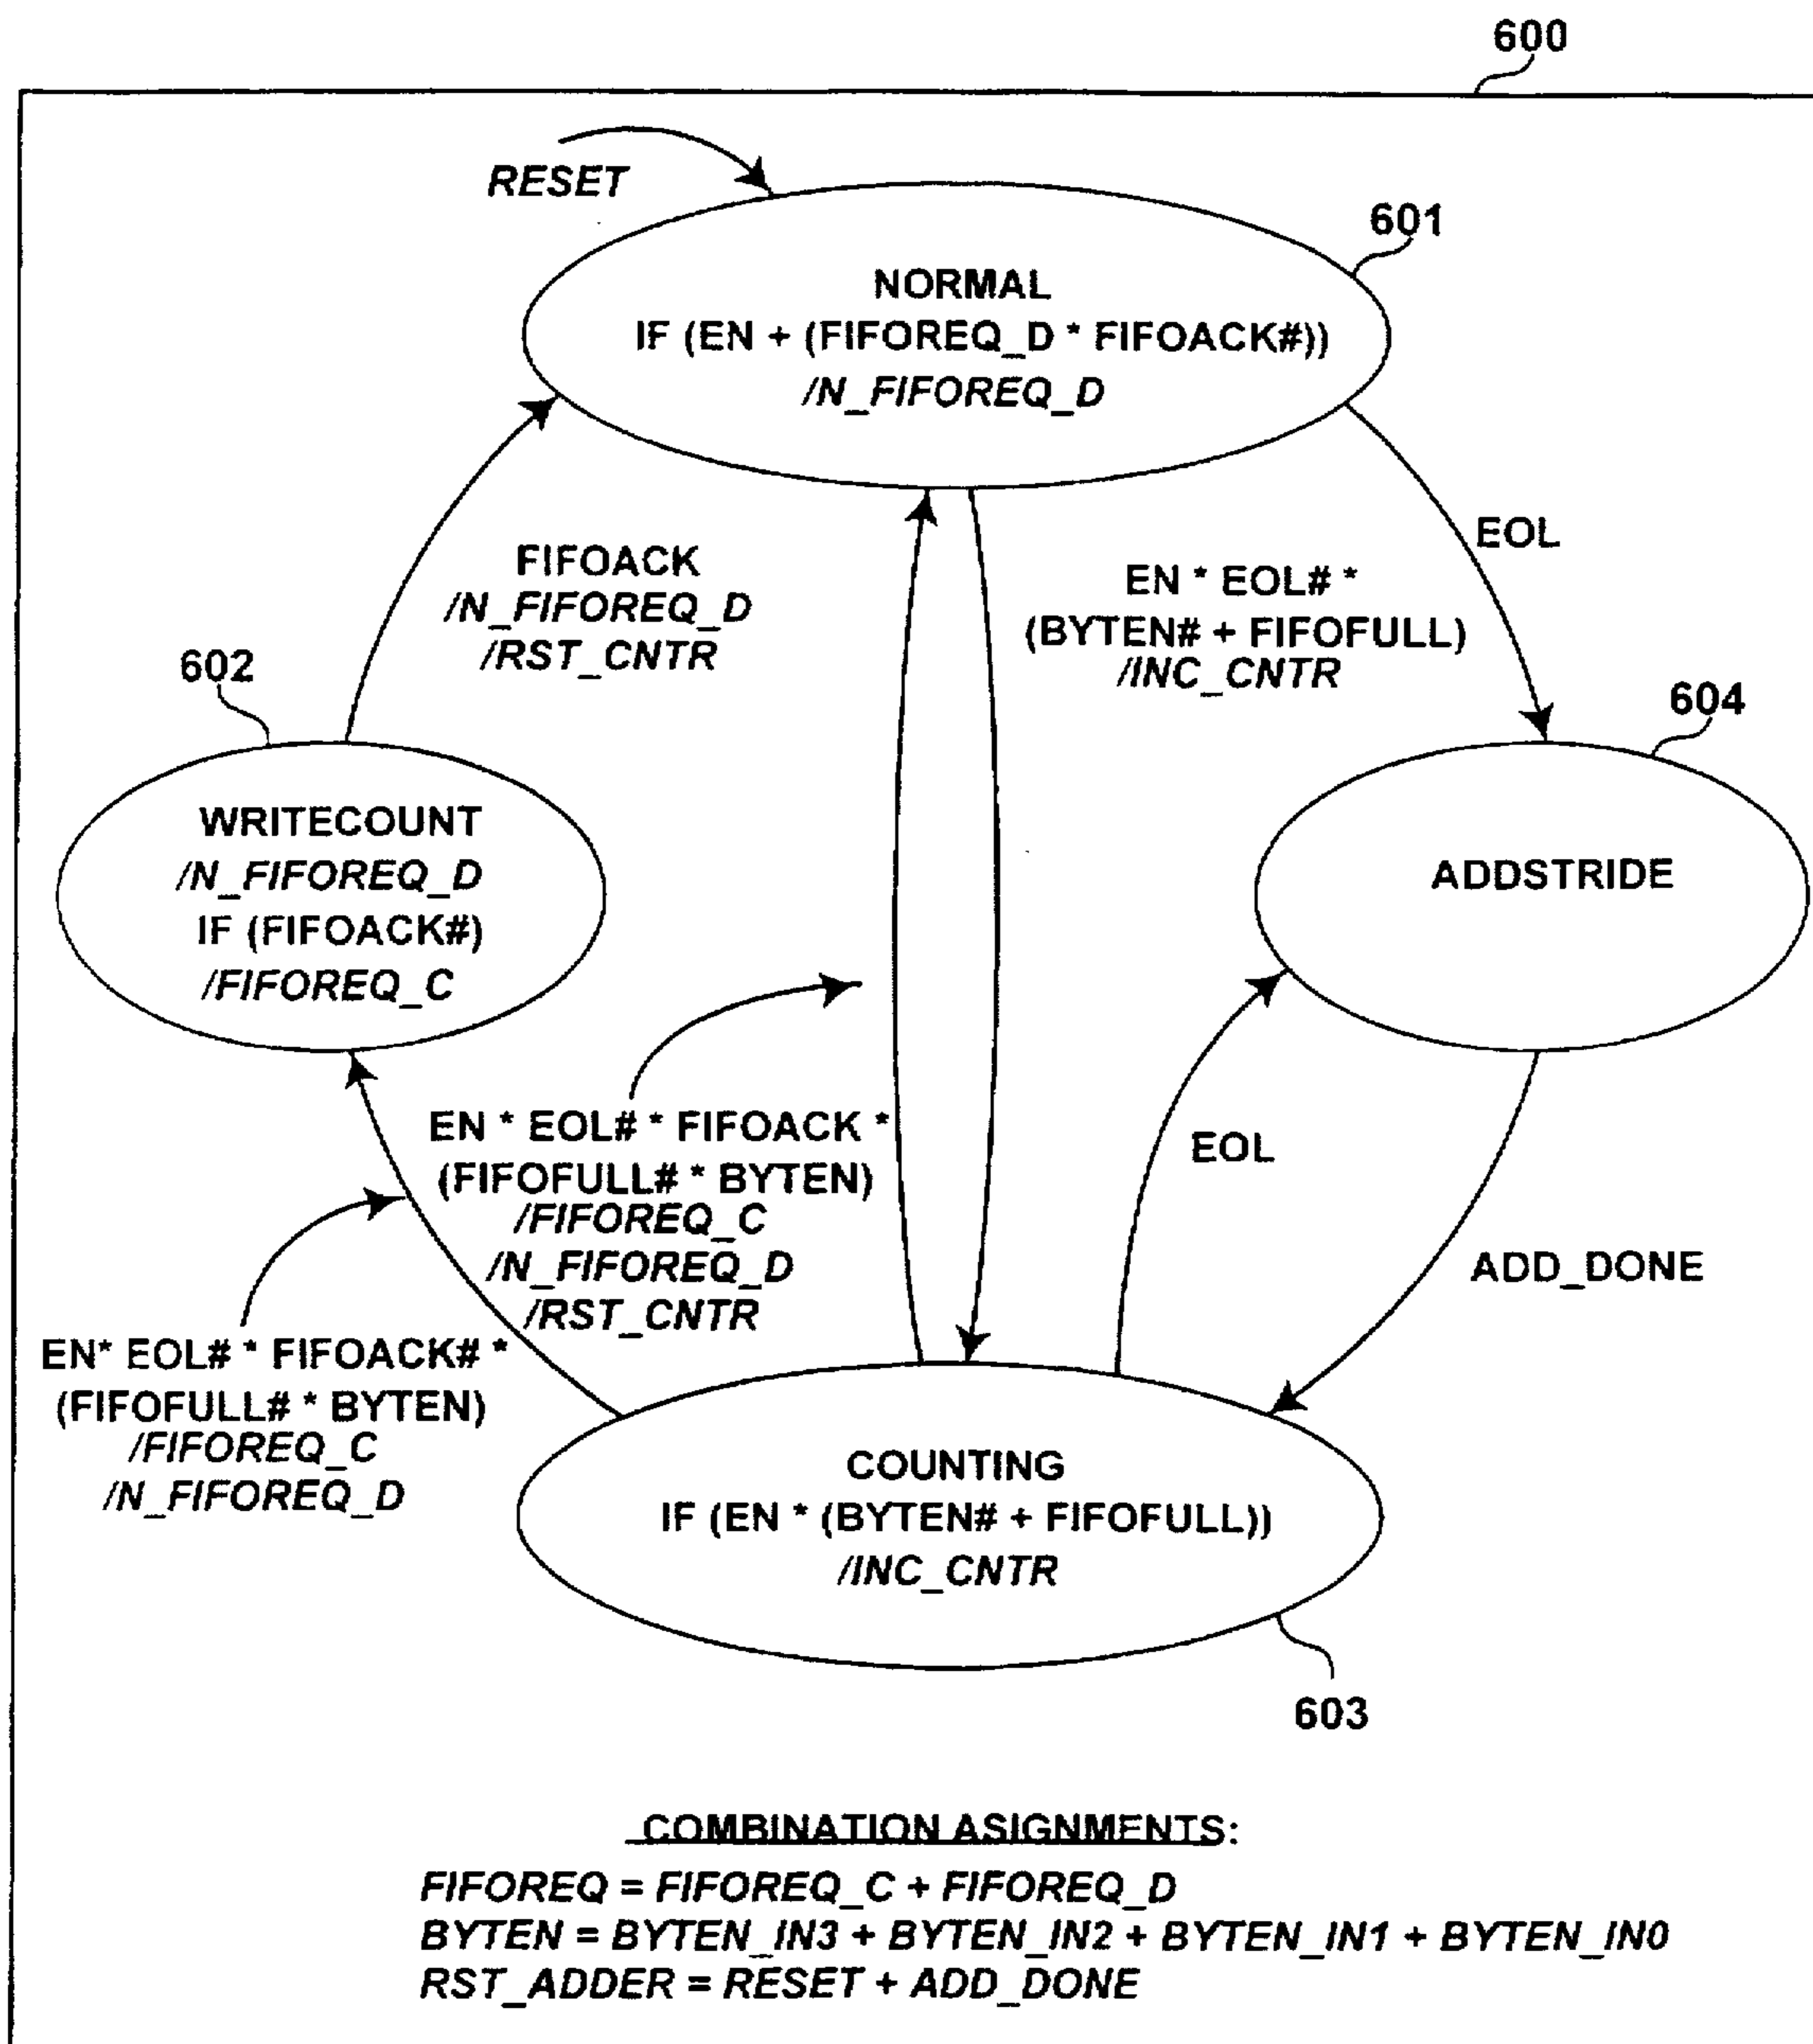 600
RESET
601
NORMAL
IF (EN + (FIFOREQ_D * FIFOACK#))
/N_FIFOREQ_D
EOL
FIFOACK
/N_FIFOREQ_D
/RST_CNTR
EN * EOL# *
(BYTEN# + FIFOFULL)
/INC_CNTR
602
604
WRITECOUNT
/N_FIFOREQ_D
IF (FIFOACK#)
/FIFOREQ_C
ADDSTRIDE
EN * EOL# * FIFOACK *
(FIFOFULL# * BYTEN)
/FIFOREQ_C
/N_FIFOREQ_D
/RST_CNTR
EOL
ADD_DONE
EN* EOL# * FIFOACK# *
(FIFOFULL# * BYTEN)
/FIFOREQ_C
/N_FIFOREQ_D
COUNTING
IF (EN * (BYTEN# + FIFOFULL))
/INC_CNTR
603
COMBINATION ASIGNMENTS:
FIFOREQ = FIFOREQ_C + FIFOREQ_D
BYTEN = BYTEN_IN3 + BYTEN_IN2 + BYTEN_IN1 + BYTEN_IN0
RST_ADDER = RESET + ADD_DONE